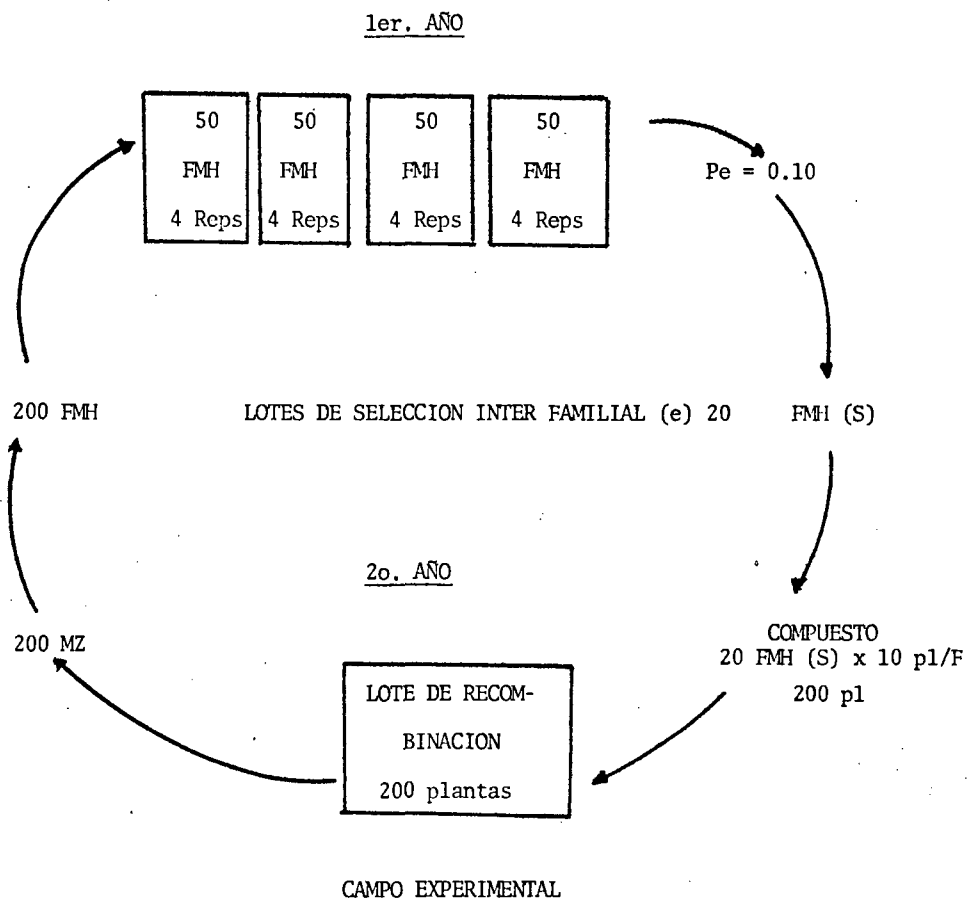 1er. AÑO
50 50 50 50
FMH FMH FMH FMH
4 Reps 4 Reps 4 Reps 4 Reps
Pe = 0.10
200 FMH LOTES DE SELECCION INTER FAMILIAL (e) 20 FMH (S)
2o. AÑO
200 MZ
COMPUESTO
20 FMH (S) x 10 pl/F
200 pl
LOTE DE RECOM-
BINACION
200 plantas
CAMPO EXPERIMENTAL